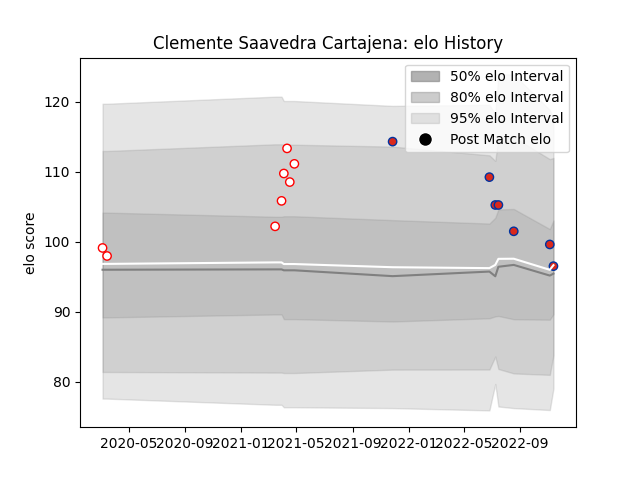 Clemente Saavedra Cartajena: elo History
50% elo Interval
80% elo Interval
95% elo Interval
Post Match elo
elo score
120
110
100
90
80
2020-05 2020-09 2021-01 2021-05 2021-09 2022-01 2022-05 2022-09